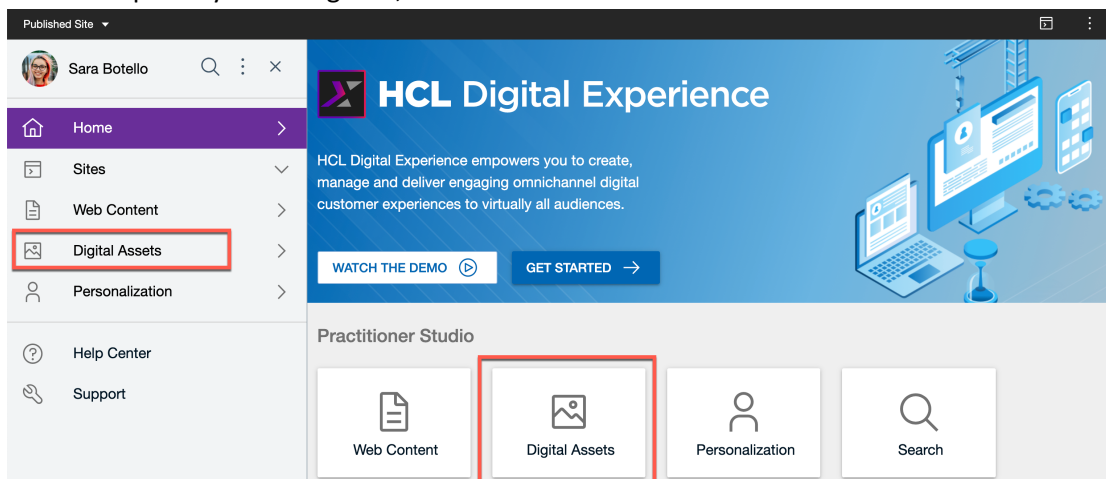 Published Site
Sara Botello
Home
Sites
Web Content
Digital Assets
Personalization
Help Center
Support
HCL Digital Experience
HCL Digital Experience empowers you to create,
manage and deliver engaging omnichannel digital
customer experiences to virtually all audiences.
WATCH THE DEMO
GET STARTED
Practitioner Studio
Web Content
Digital Assets
Personalization
Search